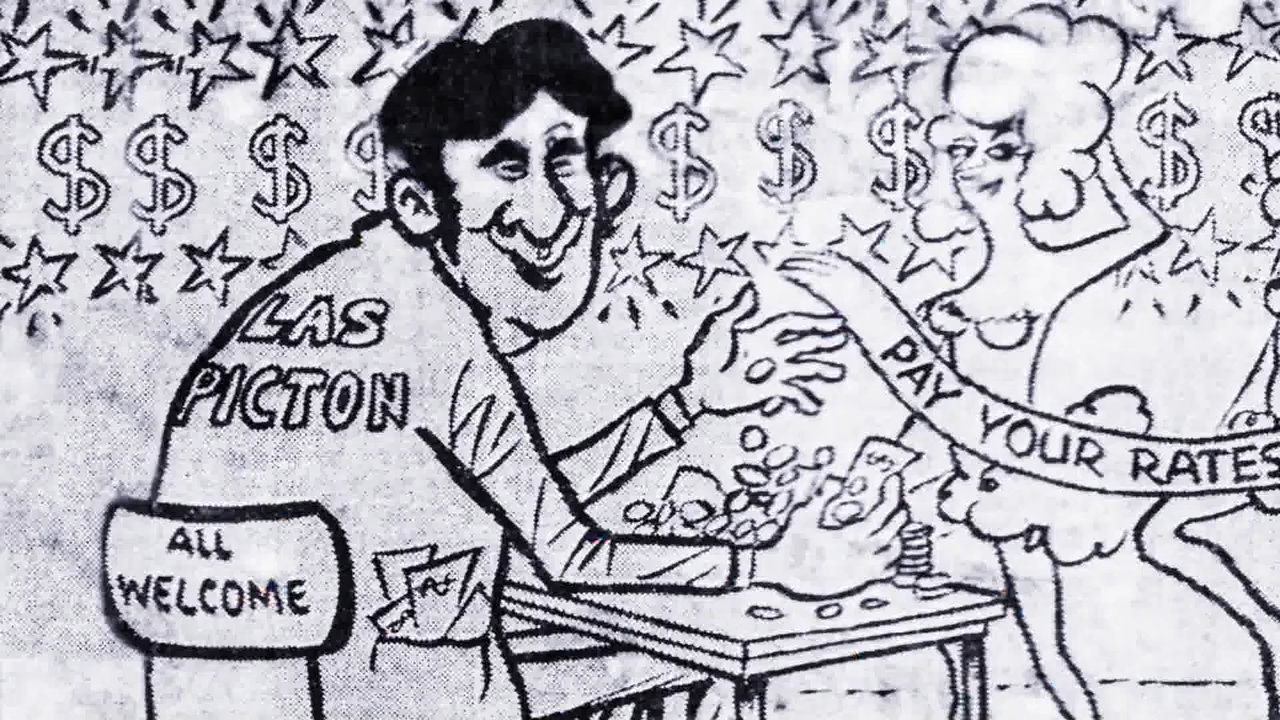 $ $ $ $ $ $ $ $ $
LAS
PICTON
PAY YOUR RATES
ALL
WELCOME